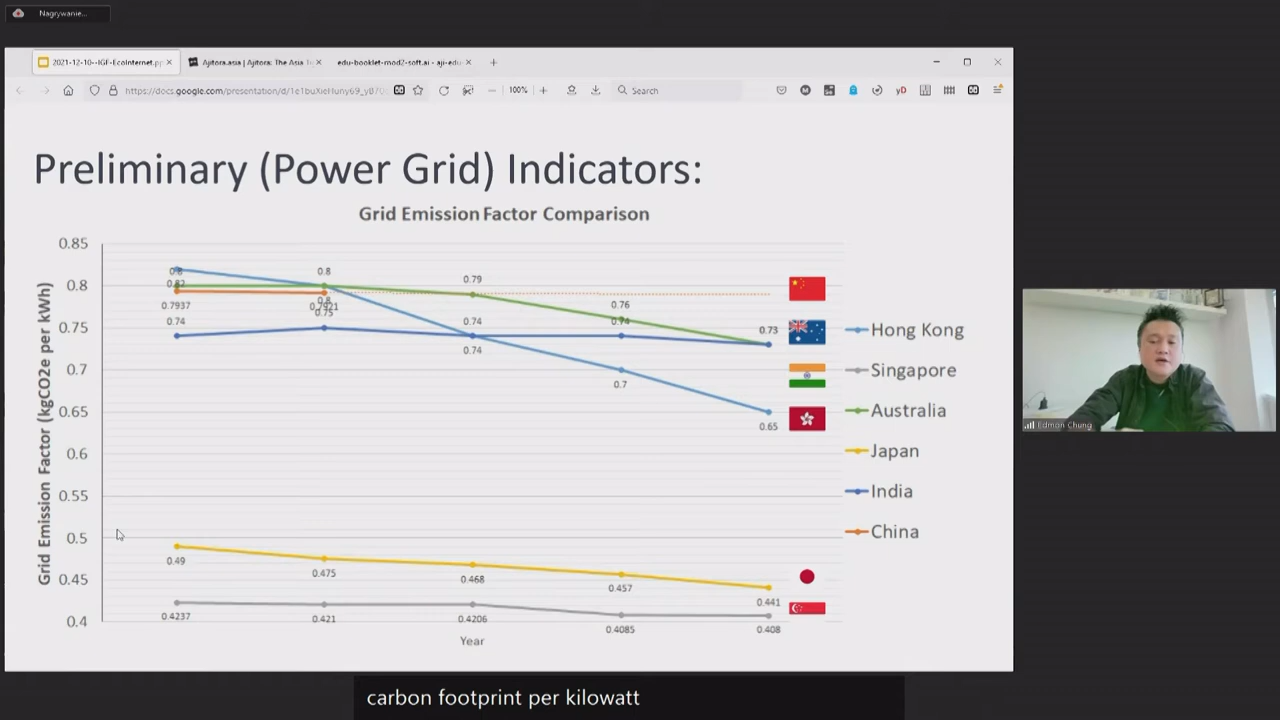 Nagrywanie...
2021-12-10--IGF-EcoInternet.pp
Ajitora.asia | Ajitora: The Asia
edu-booklet-mod2-soft.ai - aji-edu
100%
Search
Preliminary (Power Grid) Indicators:
Grid Emission Factor Comparison
Grid Emission Factor (kgCO2e per kWh)
0.85
0.8
0.75
0.7
0.65
0.6
0.55
0.5
0.45
0.4
0.8
0.82
0.7937
0.74
0.8
0.8
0.7921
0.75
0.79
0.74
0.74
0.76
0.74
0.7
0.73
0.65
0.49
0.475
0.468
0.457
0.441
0.4237
0.421
0.4206
0.4085
0.408
Year
Hong Kong
Singapore
Australia
Japan
India
China
Edmon Chung
carbon footprint per kilowatt